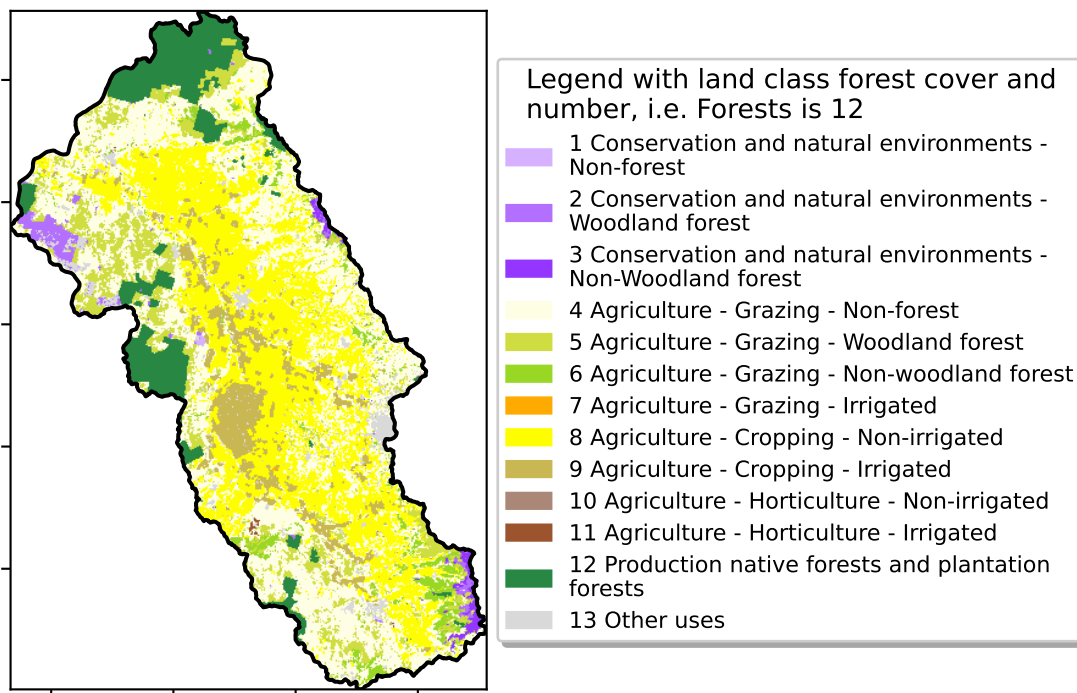 Legend with land class forest cover and
number, i.e. Forests is 12
1 Conservation and natural environments -
Non-forest
2 Conservation and natural environments -
Woodland forest
3 Conservation and natural environments -
Non-Woodland forest
4 Agriculture - Grazing - Non-forest
5 Agriculture - Grazing - Woodland forest
6 Agriculture - Grazing - Non-woodland forest
7 Agriculture - Grazing - Irrigated
8 Agriculture - Cropping - Non-irrigated
9 Agriculture - Cropping - Irrigated
10 Agriculture - Horticulture - Non-irrigated
11 Agriculture - Horticulture - Irrigated
12 Production native forests and plantation
forests
13 Other uses